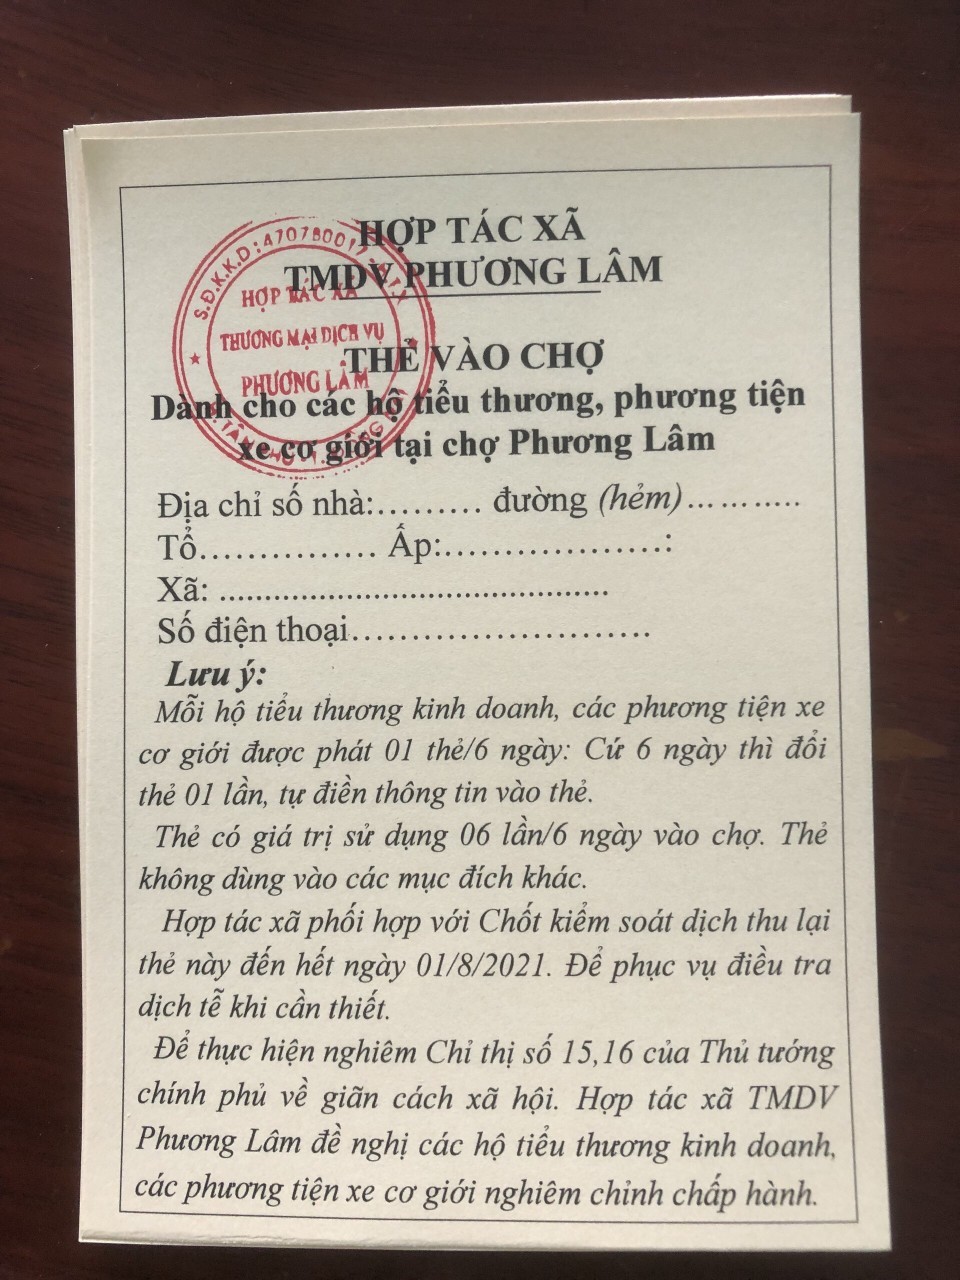 HỢP TÁC XÃ
TMDV PHƯƠNG LÂM
S.Đ.K.K.D:4707800
HỢP TÁC XÃ
THƯƠNG MẠI DỊCH VỤ
PHƯƠNG LÂM
THẺ VÀO CHỢ
Dành cho các hộ tiểu thương, phương tiện
xe cơ giới tại chợ Phương Lâm
Địa chỉ số nhà:......... đường (hẻm)..........
Tổ............... Ấp:...................:
Xã: ...........................................
Số điện thoại.........................
Lưu ý:
Mỗi hộ tiểu thương kinh doanh, các phương tiện xe
cơ giới được phát 01 thẻ/6 ngày: Cứ 6 ngày thì đổi
thẻ 01 lần, tự điền thông tin vào thẻ.
Thẻ có giá trị sử dụng 06 lần/6 ngày vào chợ. Thẻ
không dùng vào các mục đích khác.
Hợp tác xã phối hợp với Chốt kiểm soát dịch thu lại
thẻ này đến hết ngày 01/8/2021. Để phục vụ điều tra
dịch tễ khi cần thiết.
Để thực hiện nghiêm Chỉ thị số 15,16 của Thủ tướng
chính phủ về giãn cách xã hội. Hợp tác xã TMDV
Phương Lâm đề nghị các hộ tiểu thương kinh doanh,
các phương tiện xe cơ giới nghiêm chỉnh chấp hành.